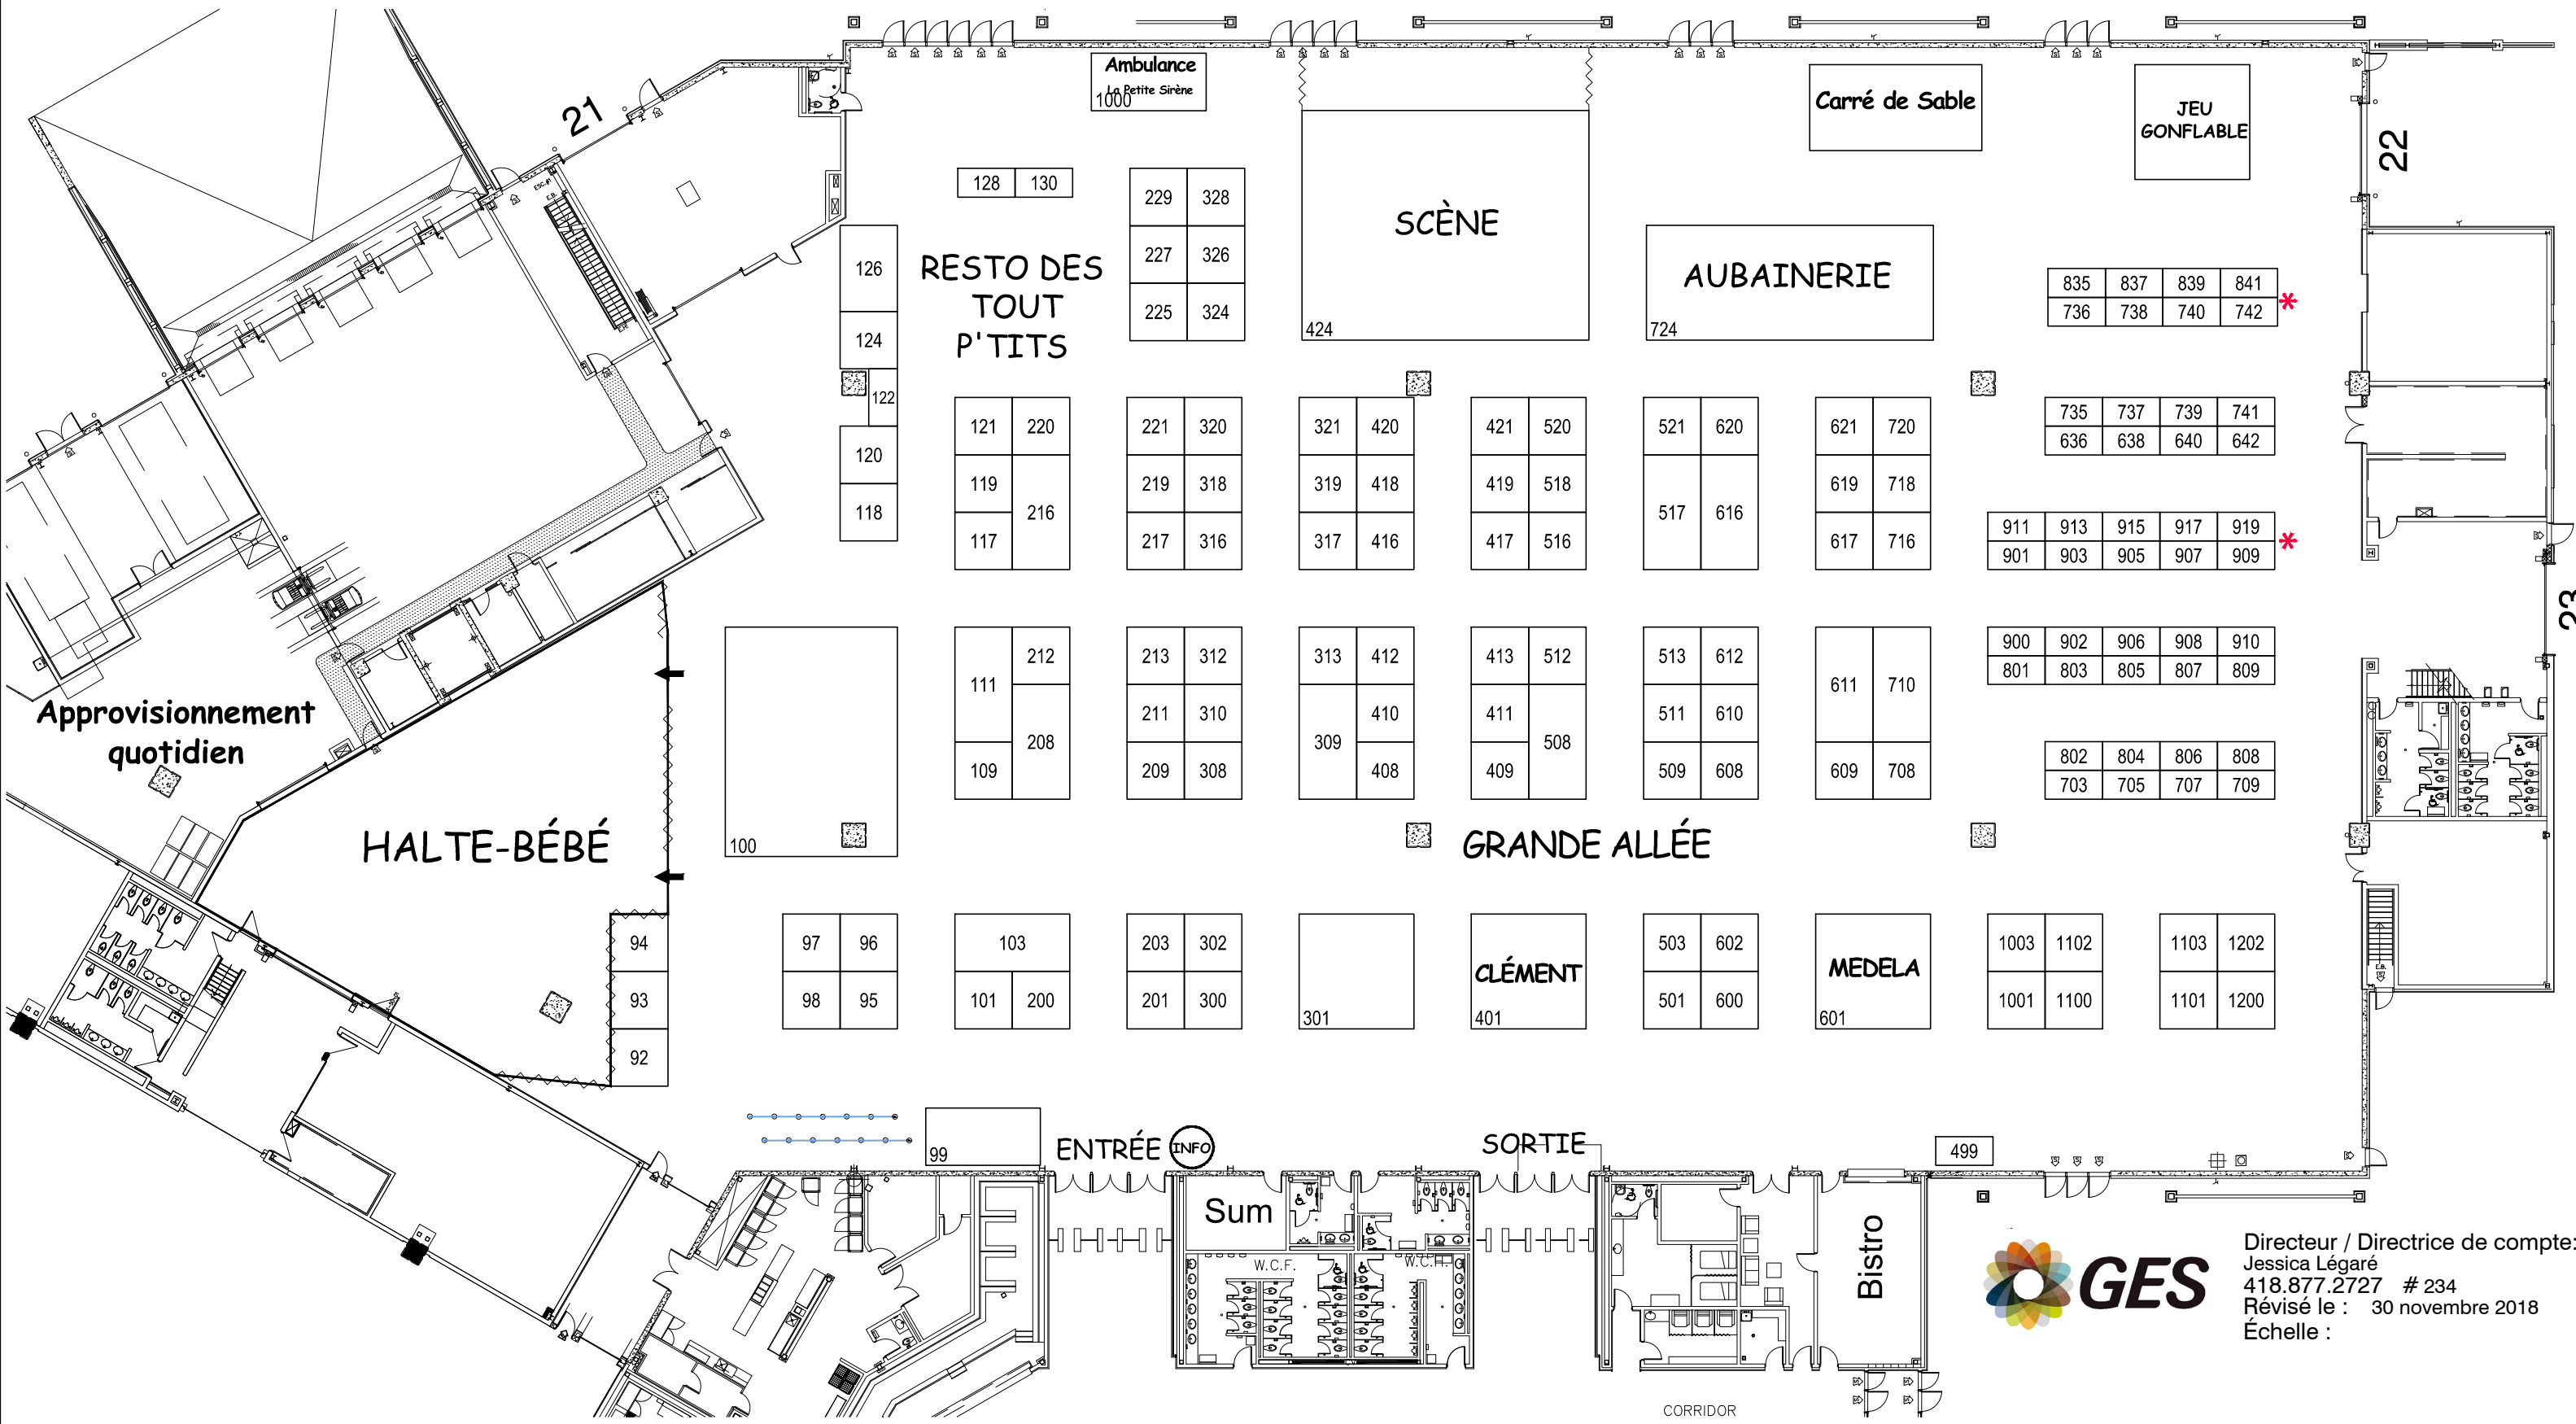 21
ESC.#1
E.B.
Ambulance
La Petite Sirène
1000
Carré de Sable
JEU
GONFLABLE
22
128 130
229 328
227 326
225 324
SCÈNE
424
AUBAINERIE
724
RESTO DES
TOUT
P'TITS
126
124
122
120
118
835 837 839 841
736 738 740 742
*
121 220
119 216
117
221 320
219 318
217 316
321 420
319 418
317 416
421 520
419 518
417 516
521 620
517 616
621 720
619 718
617 716
735 737 739 741
636 638 640 642
911 913 915 917 919
901 903 905 907 909
*
23
Approvisionnement
quotidien
HALTE-BÉBÉ
100
111 212
208
109
213 312
211 310
209 308
313 412
309 410
408
413 512
411 508
409
513 612
511 610
509 608
611 710
609 708
900 902 906 908 910
801 803 805 807 809
802 804 806 808
703 705 707 709
GRANDE ALLÉE
94
93
92
97 96
98 95
103
101 200
203 302
201 300
301
CLÉMENT
401
503 602
501 600
MEDELA
601
1003 1102
1001 1100
1103 1202
1101 1200
E.B.
99
ENTRÉE
INFO
SORTIE
499
Sum
W.C.F.
W.C.H.
Bistro
CORRIDOR
GES
Directeur / Directrice de compte:
Jessica Légaré
418.877.2727 # 234
Révisé le : 30 novembre 2018
Échelle :